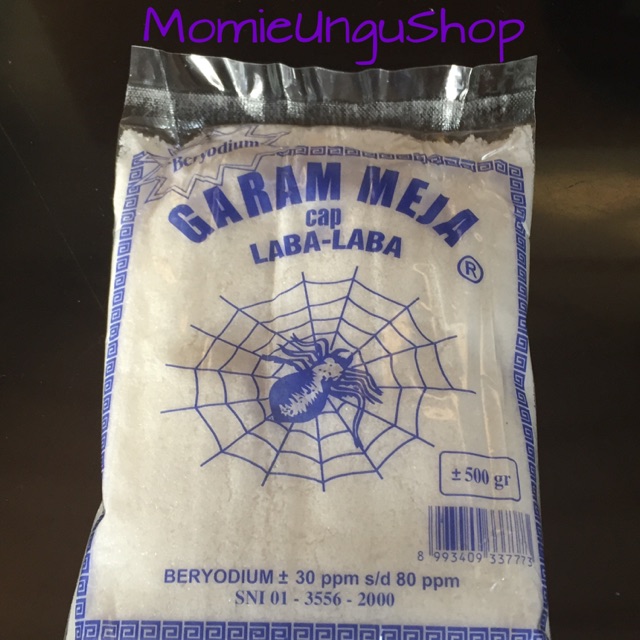 MomieUnguShop
Beryodium
GARAM MEJA
cap
LABA-LABA
®
± 500 gr
8 993409 337773
BERYODIUM ± 30 ppm s/d 80 ppm
SNI 01 - 3556 - 2000